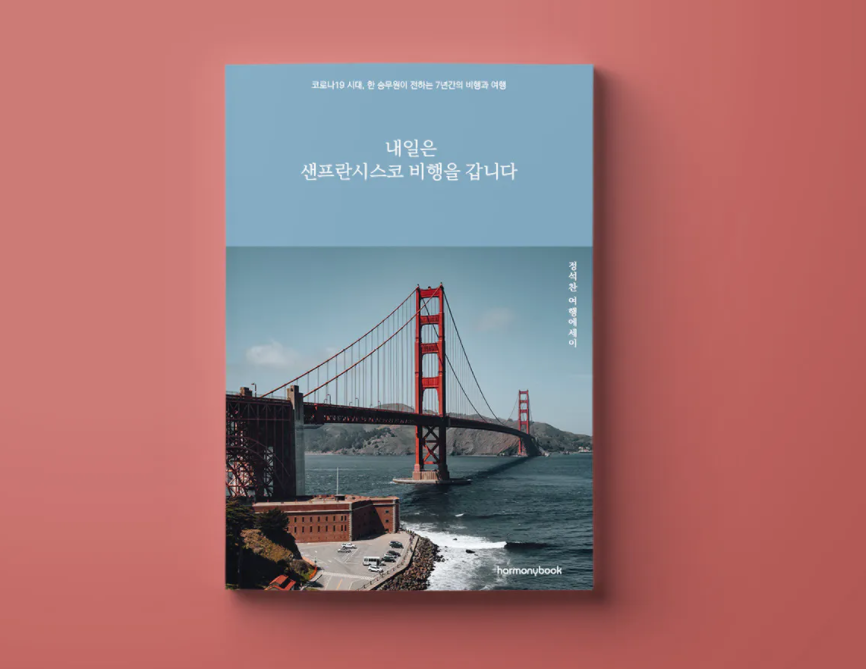 코로나19 시대, 한 승무원이 전하는 7년간의 비행과 여행
내일은
샌프란시스코 비행을 갑니다
정석찬 여행에세이
harmonybook